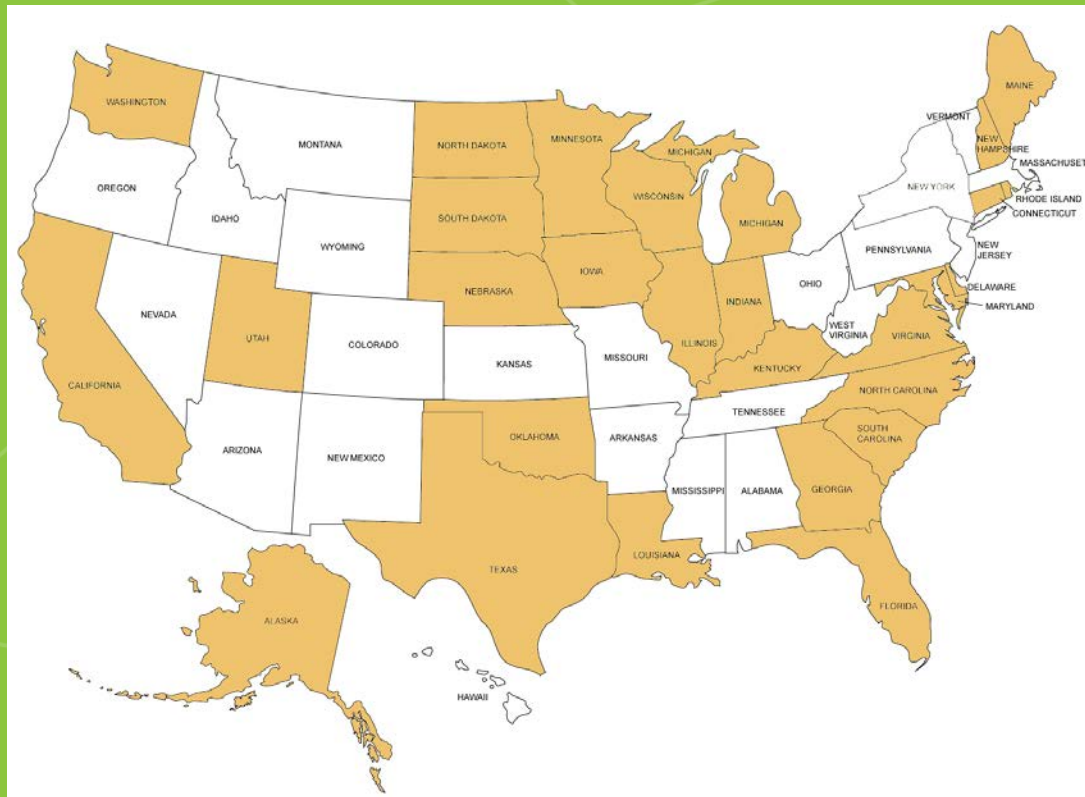 MAINE
WASHINGTON
VERMONT
MONTANA
NORTH DAKOTA
MINNESOTA
NEW
HAMPSHIRE
MICHIGAN
MASSACHUSET
OREGON
NEW YORK
WISCONSIN
RHODE ISLAND
CONNECTICUT
IDAHO
SOUTH DAKOTA
MICHIGAN
WYOMING
PENNSYLVANIA
NEW
JERSEY
IOWA
OHIO
DELAWARE
NEBRASKA
INDIANA
MARYLAND
NEVADA
WEST
VIRGINIA
VIRGINIA
UTAH
COLORADO
ILLINOIS
KANSAS
MISSOURI
KENTUCKY
CALIFORNIA
NORTH CAROLINA
TENNESSEE
OKLAHOMA
ARKANSAS
SOUTH
CAROLINA
ARIZONA
NEW MEXICO
MISSISSIPPI
ALABAMA
GEORGIA
LOUISIANA
TEXAS
FLORIDA
ALASKA
HAWAII